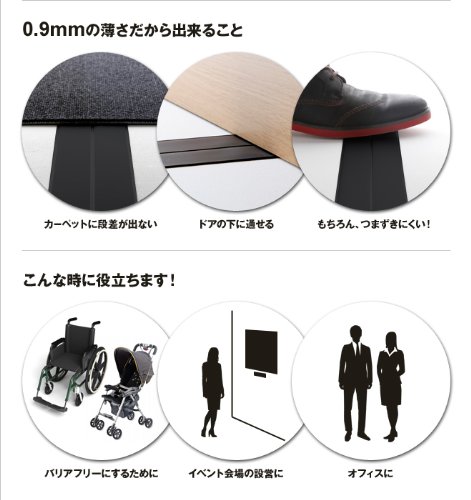 0.9mmの薄さだから出来ること
カーペットに段差が出ない
ドアの下に通せる
もちろん、つまずきにくい!
こんな時に役立ちます!
バリアフリーにするために
イベント会場の設営に
オフィスに